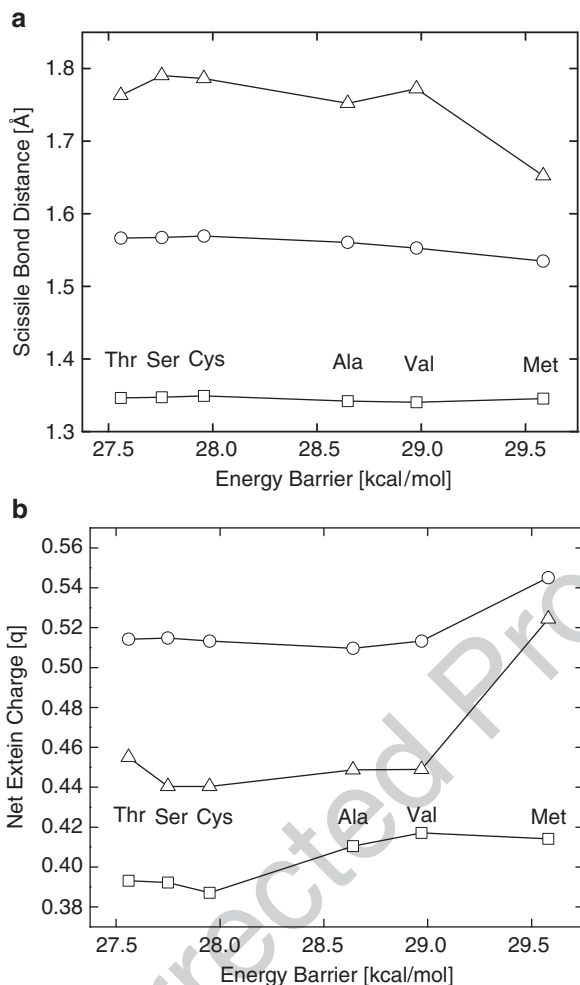 a
1.8
1.7
1.6
1.5
1.4
1.3
Scissile Bond Distance [Å]
Thr Ser Cys Ala Val Met
27.5 28.0 28.5 29.0 29.5
Energy Barrier [kcal/mol]
b
0.56
0.54
0.52
0.50
0.48
0.46
0.44
0.42
0.40
0.38
Net Extein Charge [q]
Thr Ser Cys Ala Val Met
27.5 28.0 28.5 29.0 29.5
Energy Barrier [kcal/mol]
rrected Pro